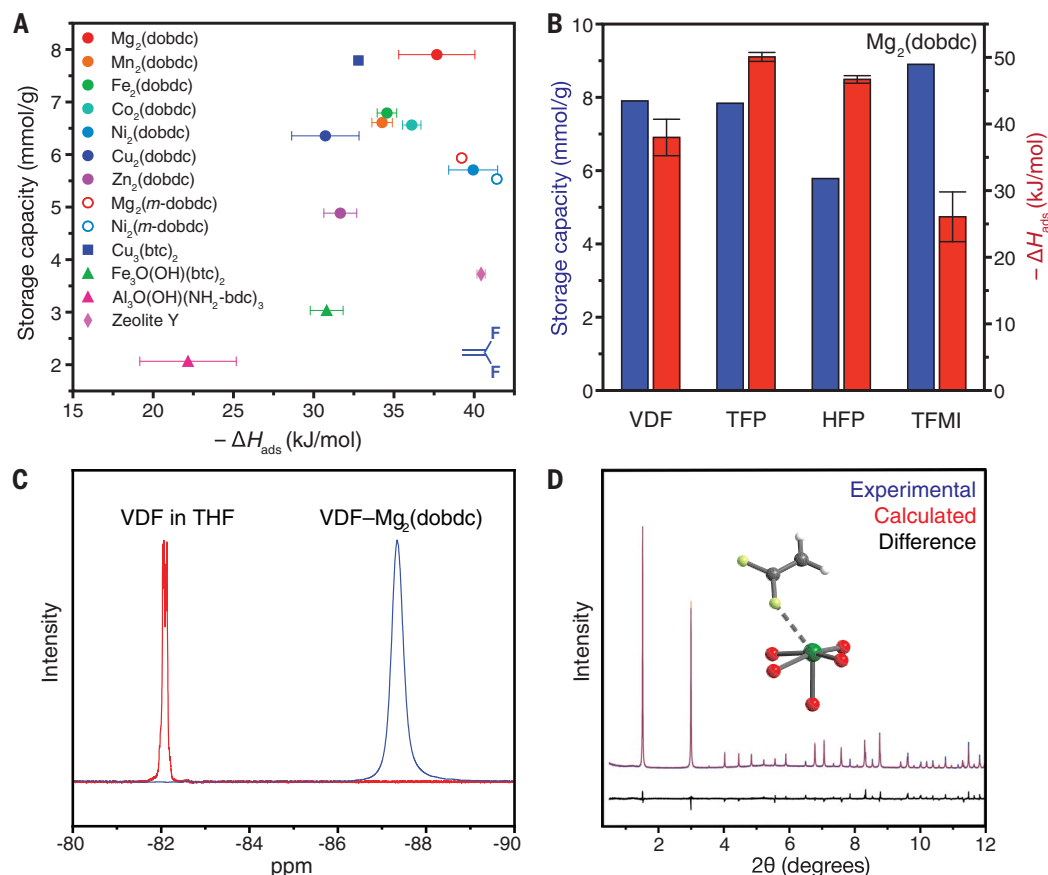 A
Storage capacity (mmol/g)
8
7
6
5
4
3
2
15 20 25 30 35 40
– ΔH_ads (kJ/mol)
Mg₂(dobdc)
Mn₂(dobdc)
Fe₂(dobdc)
Co₂(dobdc)
Ni₂(dobdc)
Cu₂(dobdc)
Zn₂(dobdc)
Mg₂(m-dobdc)
Ni₂(m-dobdc)
Cu₃(btc)₂
Fe₃O(OH)(btc)₂
Al₃O(OH)(NH₂-bdc)₃
Zeolite Y
F
F
B
Mg₂(dobdc)
Storage capacity (mmol/g)
10
8
6
4
2
0
50
40
30
20
10
0
– ΔH_ads (kJ/mol)
VDF TFP HFP TFMI
C
VDF in THF VDF–Mg₂(dobdc)
Intensity
-80 -82 -84 -86 -88 -90
ppm
D
Experimental
Calculated
Difference
Intensity
2 4 6 8 10 12
2θ (degrees)